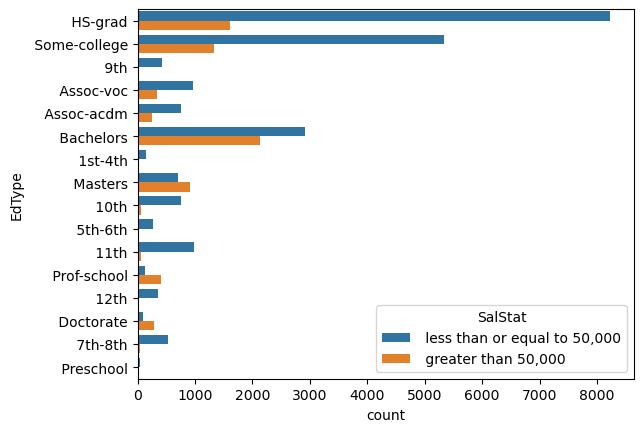 HS-grad
Some-college
9th
Assoc-voc
Assoc-acdm
Bachelors
1st-4th
Masters
10th
5th-6th
11th
Prof-school
12th
Doctorate
7th-8th
Preschool
EdType
SalStat
less than or equal to 50,000
greater than 50,000
0 1000 2000 3000 4000 5000 6000 7000 8000
count